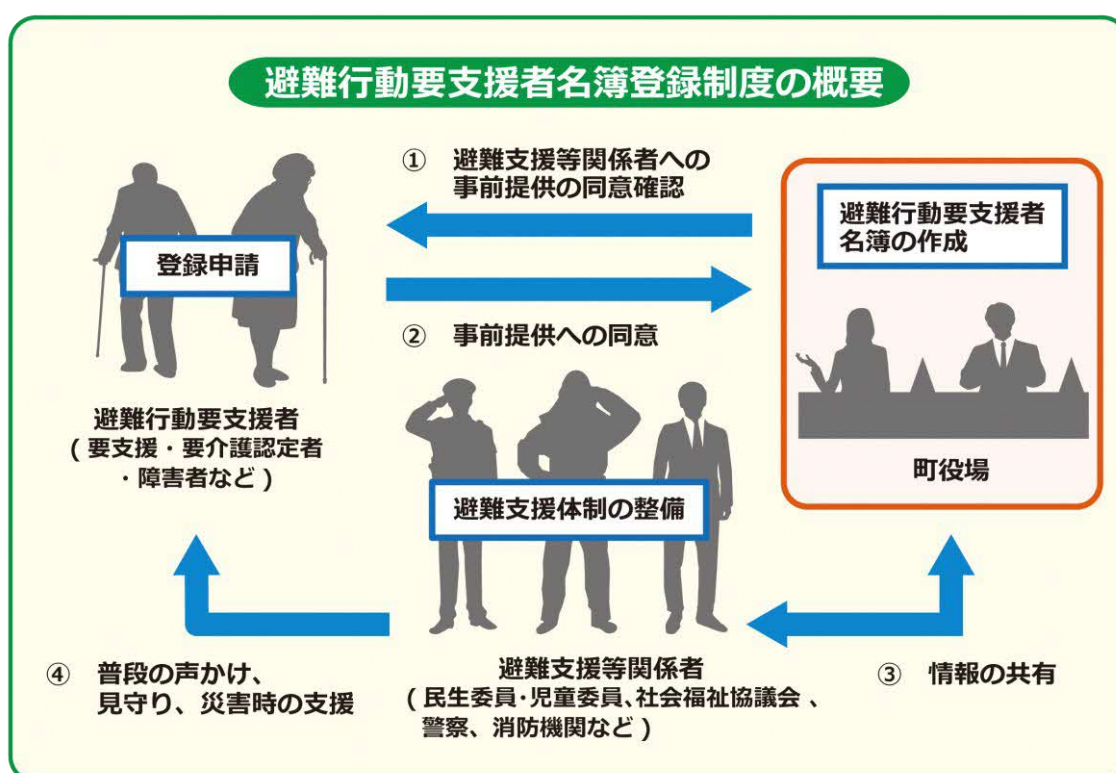 避難行動要支援者名簿登録制度の概要
① 避難支援等関係者への
事前提供の同意確認
避難行動要支援者
名簿の作成
登録申請
② 事前提供への同意
避難行動要支援者
( 要支援・要介護認定者
・障害者など )
町役場
避難支援体制の整備
④ 普段の声かけ、
見守り、災害時の支援
避難支援等関係者
( 民生委員・児童委員、社会福祉協議会 、
警察、消防機関など )
③ 情報の共有